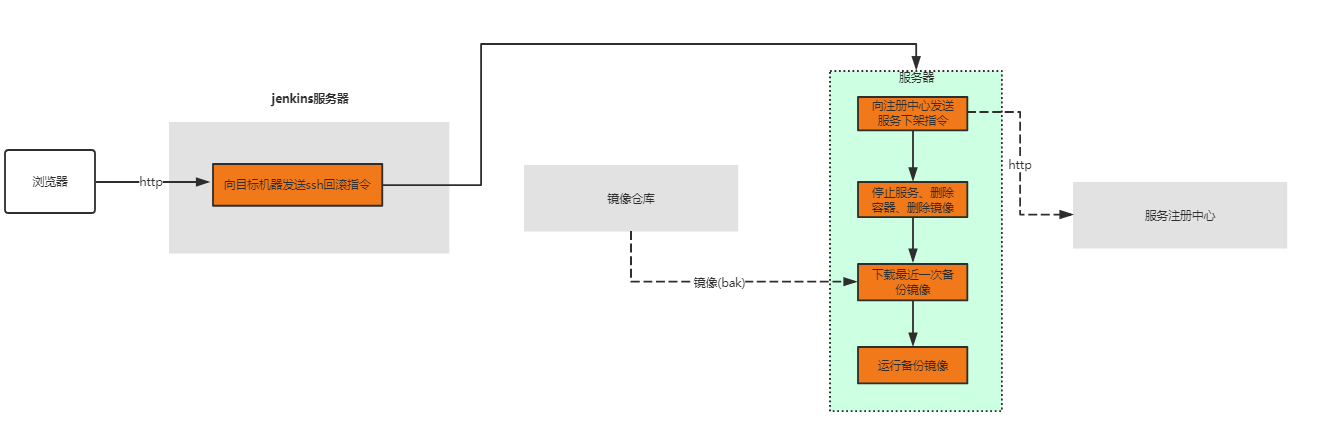 jenkins服务器
浏览器
http
向目标机器发送ssh回滚指令
镜像仓库
镜像(bak)
服务器
向注册中心发送
服务下架指令
停止服务、删除
容器、删除镜像
下载最近一次备
份镜像
运行备份镜像
http
服务注册中心